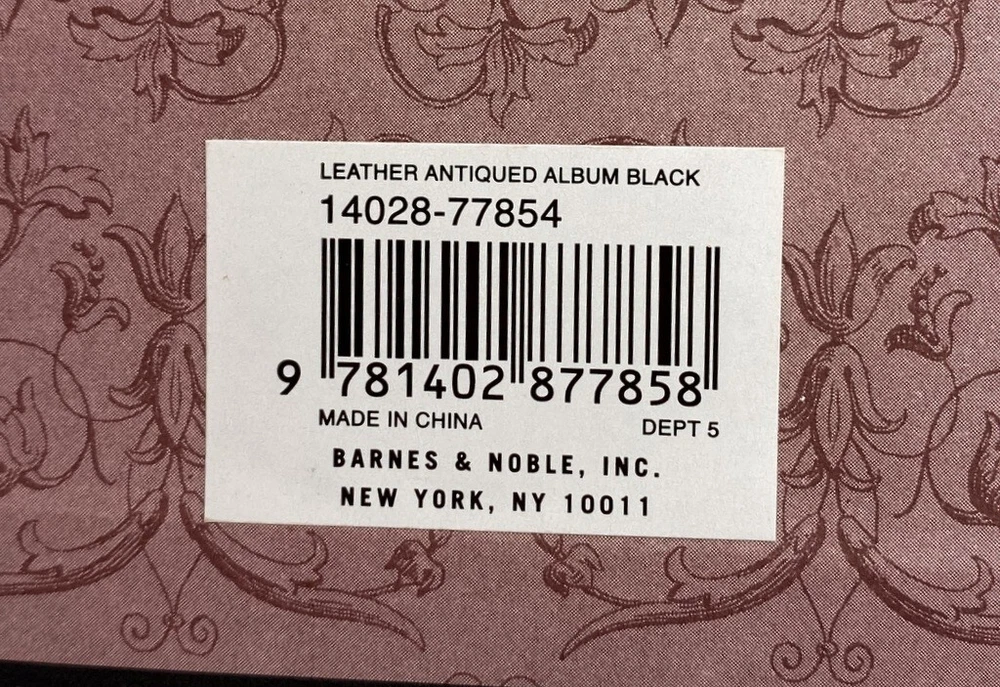 LEATHER ANTIQUED ALBUM BLACK
14028-77854
9 781402 877858
MADE IN CHINA DEPT 5
BARNES & NOBLE, INC.
NEW YORK, NY 10011